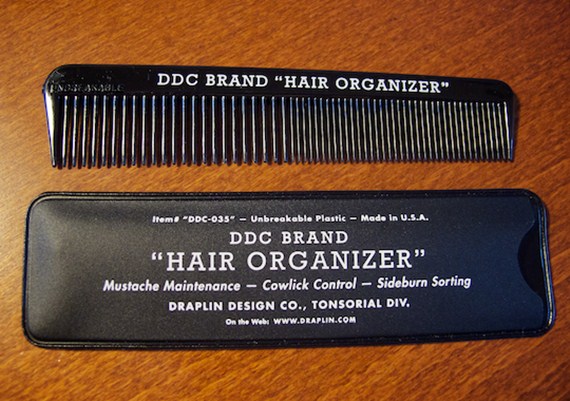 UNBREAKABLE
DDC BRAND “HAIR ORGANIZER”
Item# “DDC-035” — Unbreakable Plastic — Made in U.S.A.
DDC BRAND
“HAIR ORGANIZER”
Mustache Maintenance — Cowlick Control — Sideburn Sorting
DRAPLIN DESIGN CO., TONSORIAL DIV.
On the Web: WWW.DRAPLIN.COM